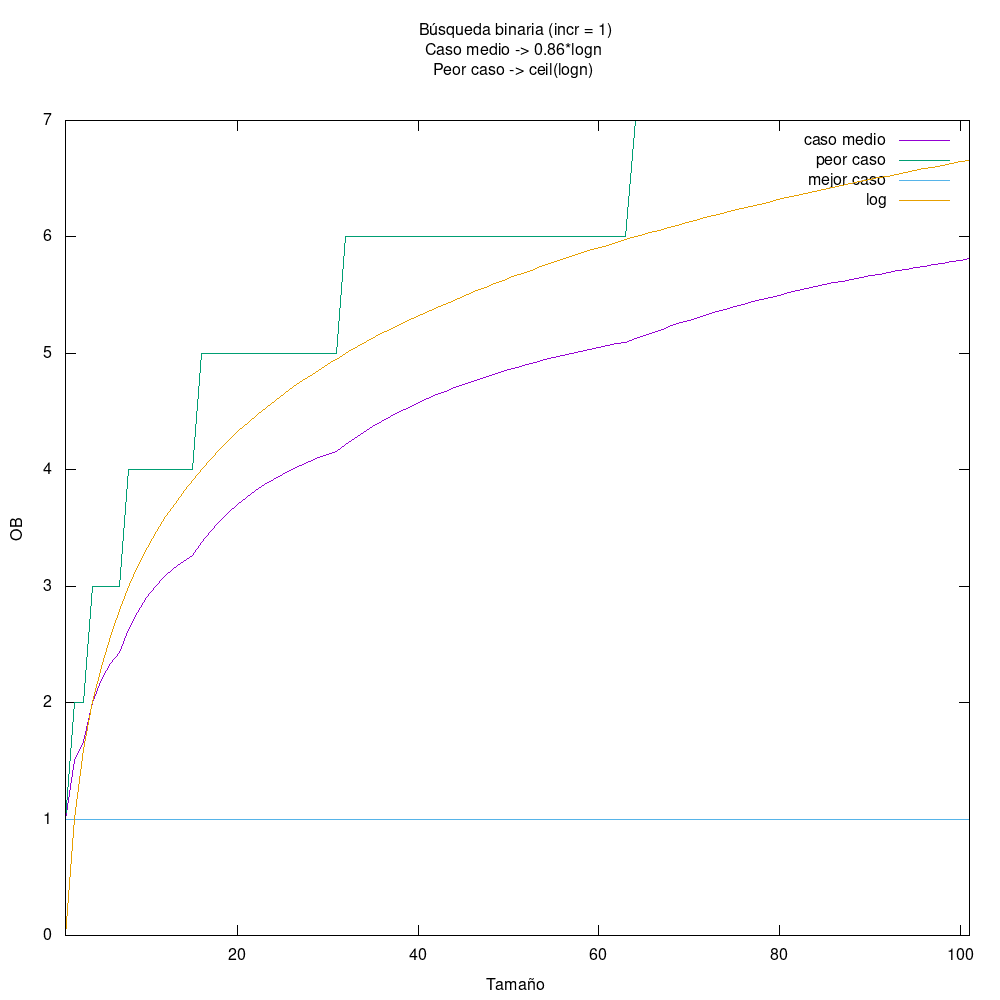 Búsqueda binaria (incr = 1)
Caso medio -> 0.86*logn
Peor caso -> ceil(logn)
7
6
5
4
3
2
1
0
OB
caso medio
peor caso
mejor caso
log
20
40
60
80
100
Tamaño